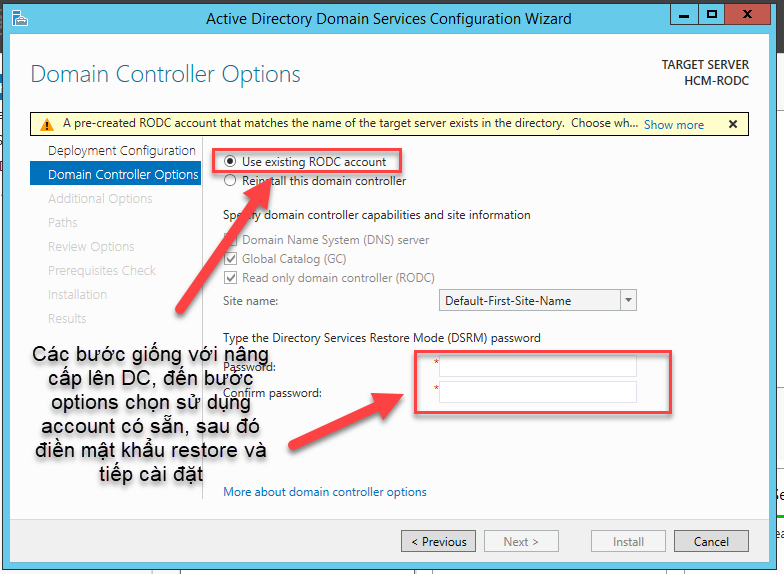 Active Directory Domain Services Configuration Wizard
Domain Controller Options
TARGET SERVER
HCM-RODC
A pre-created RODC account that matches the name of the target server exists in the directory. Choose wh... Show more
Deployment Configuration
Domain Controller Options
Additional Options
Paths
Review Options
Prerequisites Check
Installation
Results
Use existing RODC account
Reinstall this domain controller
Specify domain controller capabilities and site information
Domain Name System (DNS) server
Global Catalog (GC)
Read only domain controller (RODC)
Site name: Default-First-Site-Name
Type the Directory Services Restore Mode (DSRM) password
Password: *
Confirm password: *
Các bước giống với nâng
cấp lên DC, đến bước
options chọn sử dụng
account có sẵn, sau đó
điền mật khẩu restore và
tiếp cài đặt
More about domain controller options
< Previous
Next >
Install
Cancel